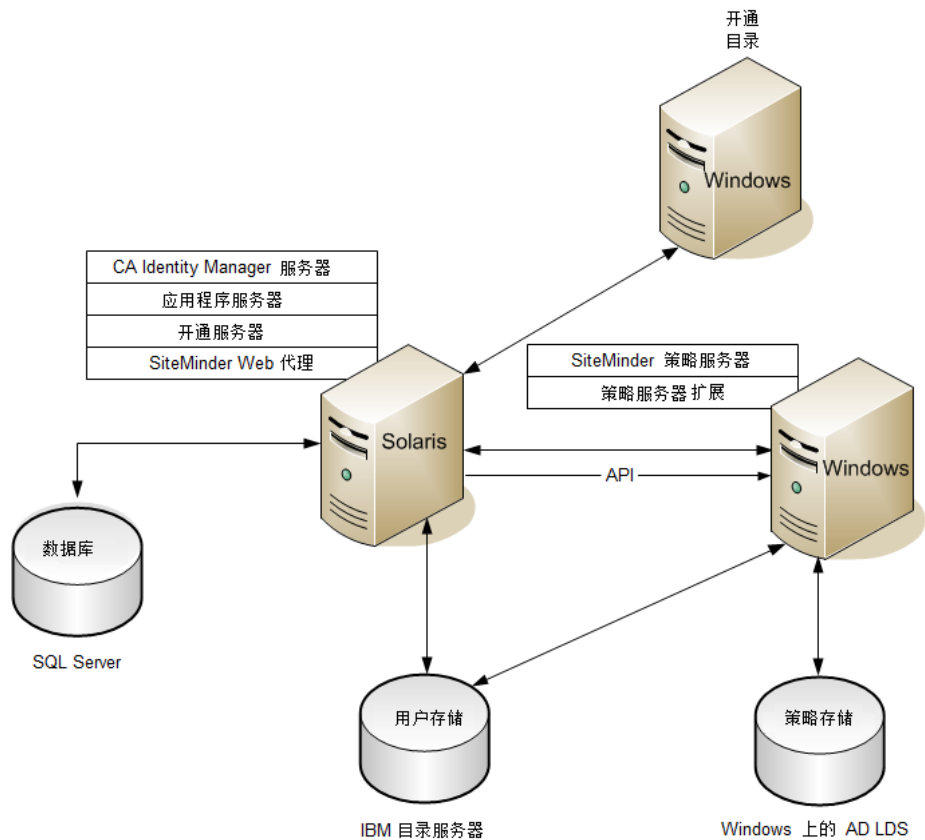 开通
目录
Windows
CA Identity Manager 服务器
应用程序服务器
开通服务器
SiteMinder Web 代理
SiteMinder 策略服务器
策略服务器扩展
Solaris
Windows
API
数据库
SQL Server
用户存储
策略存储
IBM 目录服务器
Windows 上的 AD LDS